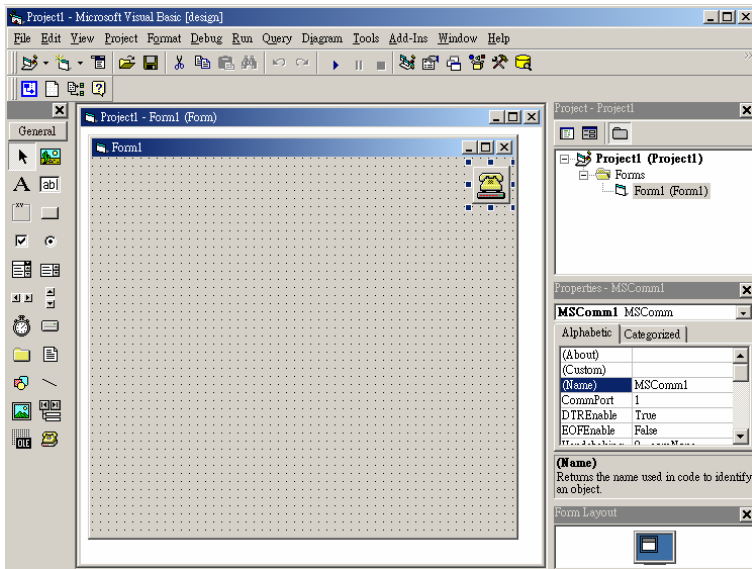 Project1 - Microsoft Visual Basic [design]
File Edit View Project Format Debug Run Query Diagram Tools Add-Ins Window Help
General
A ab|
xv
OLE
Project1 - Form1 (Form)
Form1
Project - Project1
Project1 (Project1)
Forms
Form1 (Form1)
Properties - MSComm1
MSComm1 MSComm
Alphabetic Categorized
(About)
(Custom)
(Name) MSComm1
CommPort 1
DTREnable True
EOFEnable False
(Name)
Returns the name used in code to identify
an object.
Form Layout